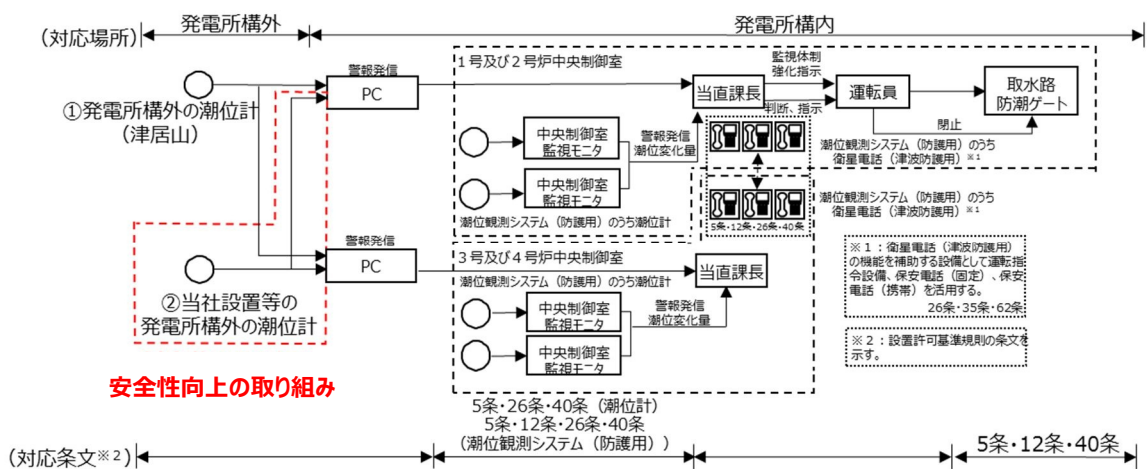 (対応場所)
発電所構外
発電所構内
①発電所構外の潮位計
(津居山)
警報発信
PC
1号及び2号炉中央制御室
当直課長
監視体制
強化指示
判断、指示
運転員
取水路
防潮ゲート
閉止
中央制御室
監視モニタ
中央制御室
監視モニタ
警報発信
潮位変化量
潮位観測システム(防護用)のうち潮位計
潮位観測システム(防護用)のうち
衛星電話(津波防護用)※1
潮位観測システム(防護用)のうち
衛星電話(津波防護用)※1
5条・12条・26条・40条
②当社設置等の
発電所構外の潮位計
警報発信
PC
3号及び4号炉中央制御室
潮位観測システム(防護用)のうち潮位計
当直課長
中央制御室
監視モニタ
中央制御室
監視モニタ
警報発信
潮位変化量
※1:衛星電話(津波防護用)
の機能を補助する設備として運転指
令設備、保安電話(固定)、保安
電話(携帯)を活用する。
26条・35条・62条
※2:設置許可基準規則の条文を
示す。
安全性向上の取り組み
5条・26条・40条(潮位計)
5条・12条・26条・40条
(潮位観測システム(防護用))
(対応条文※2)
5条・12条・40条